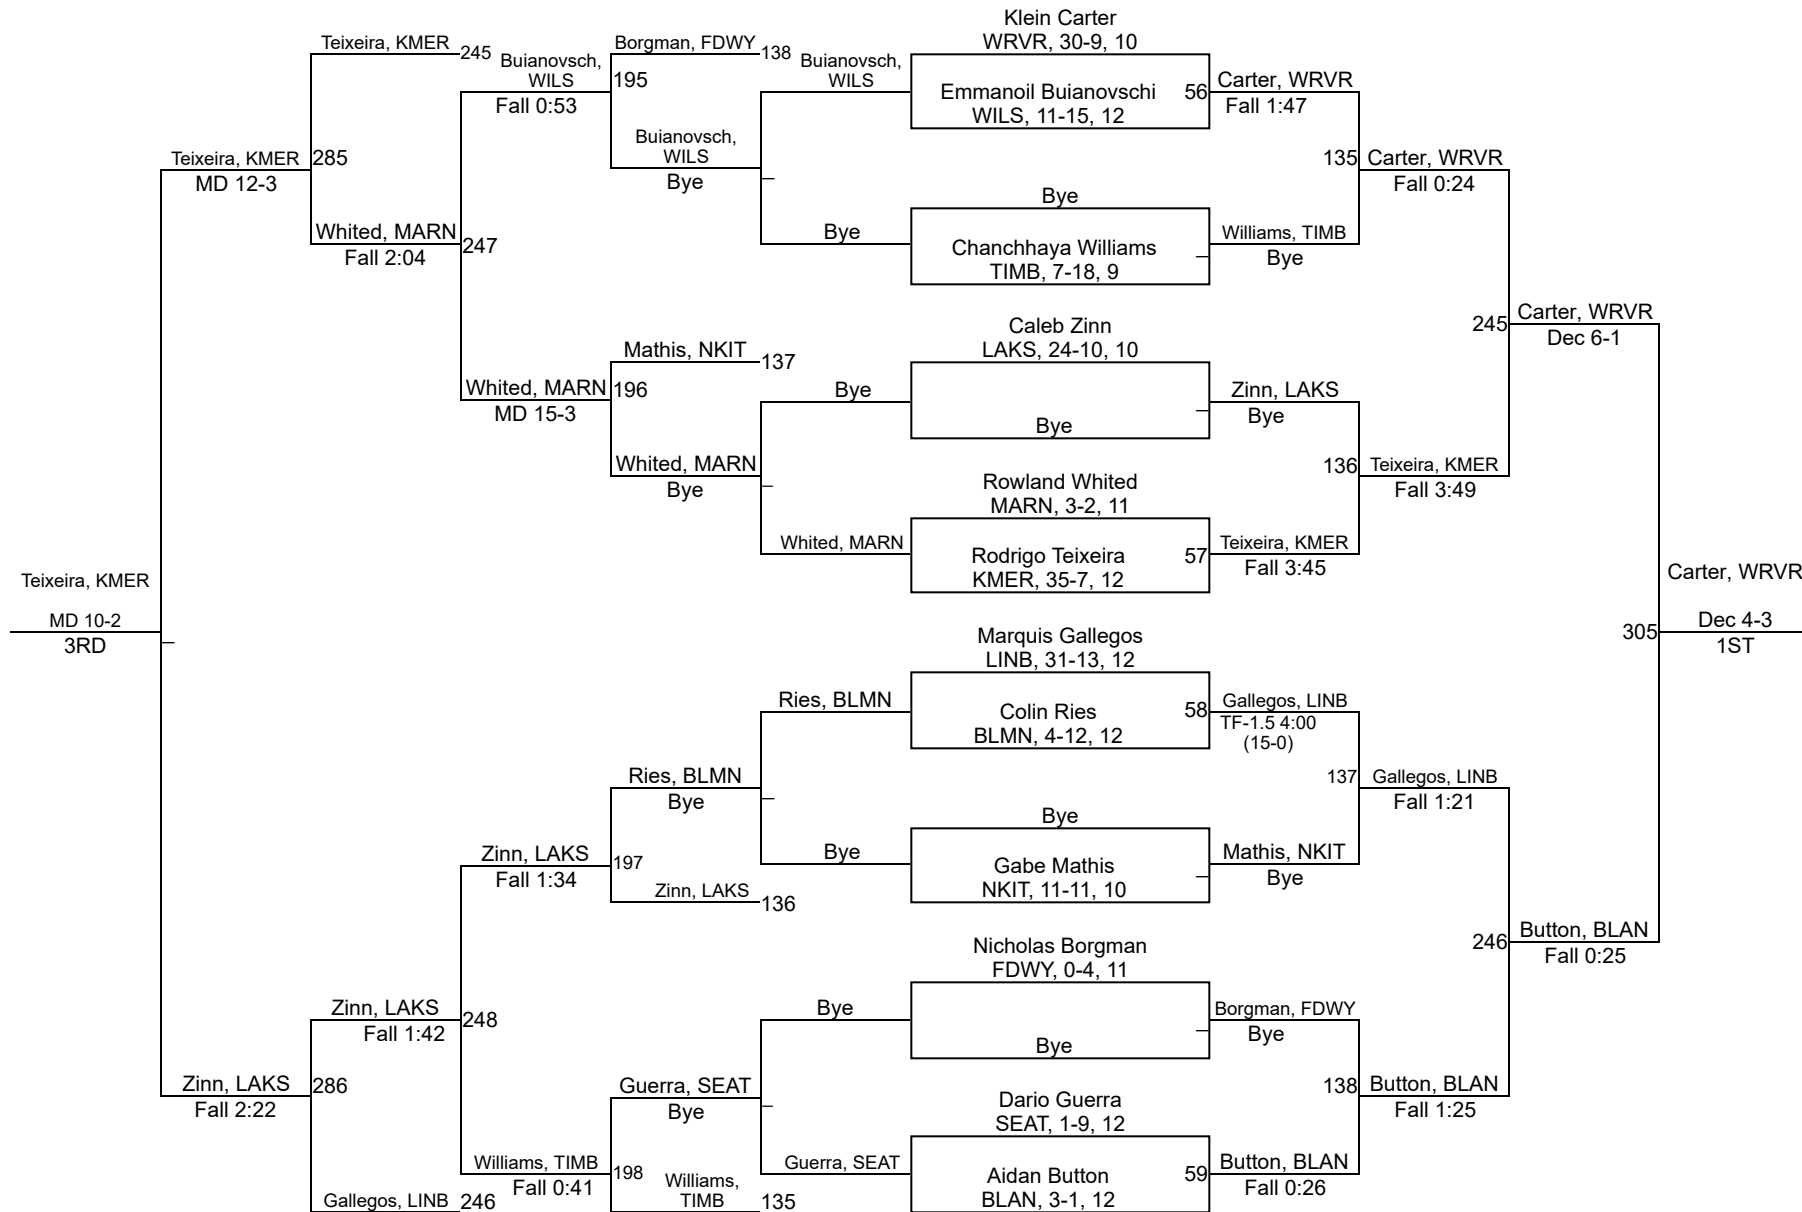 Klein Carter
WRVR, 30-9, 10
Teixeira, KMER
245
Buianovsch,
WILS
Fall 0:53
Borgman, FDWY
138
195
Buianovsch,
WILS
Emmanoil Buianovschi
WILS, 11-15, 12
56
Carter, WRVR
Fall 1:47
Buianovsch,
WILS
Bye
_
Teixeira, KMER
MD 12-3
285
135
Carter, WRVR
Fall 0:24
Whited, MARN
Fall 2:04
247
Bye
Bye
Chanchhaya Williams
TIMB, 7-18, 9
_
Williams, TIMB
Bye
245
Carter, WRVR
Dec 6-1
Caleb Zinn
LAKS, 24-10, 10
Mathis, NKIT
137
Whited, MARN
MD 15-3
196
Bye
Bye
_
Zinn, LAKS
Bye
Whited, MARN
Bye
_
136
Teixeira, KMER
Fall 3:49
Rowland Whited
MARN, 3-2, 11
Whited, MARN
Rodrigo Teixeira
KMER, 35-7, 12
57
Teixeira, KMER
Fall 3:45
Teixeira, KMER
MD 10-2
3RD
_
Carter, WRVR
305
Dec 4-3
1ST
Marquis Gallegos
LINB, 31-13, 12
Ries, BLMN
Colin Ries
BLMN, 4-12, 12
58
Gallegos, LINB
TF-1.5 4:00
(15-0)
Ries, BLMN
Bye
_
137
Gallegos, LINB
Fall 1:21
Bye
Bye
Gabe Mathis
NKIT, 11-11, 10
_
Mathis, NKIT
Bye
Zinn, LAKS
Fall 1:34
197
Zinn, LAKS
136
Nicholas Borgman
FDWY, 0-4, 11
246
Button, BLAN
Fall 0:25
Zinn, LAKS
Fall 1:42
248
Bye
Bye
_
Borgman, FDWY
Bye
Zinn, LAKS
Fall 2:22
286
Guerra, SEAT
Bye
_
138
Button, BLAN
Fall 1:25
Dario Guerra
SEAT, 1-9, 12
Williams, TIMB
Fall 0:41
198
Guerra, SEAT
Aidan Button
BLAN, 3-1, 12
59
Button, BLAN
Fall 0:26
Gallegos, LINB
246
Williams,
TIMB
135